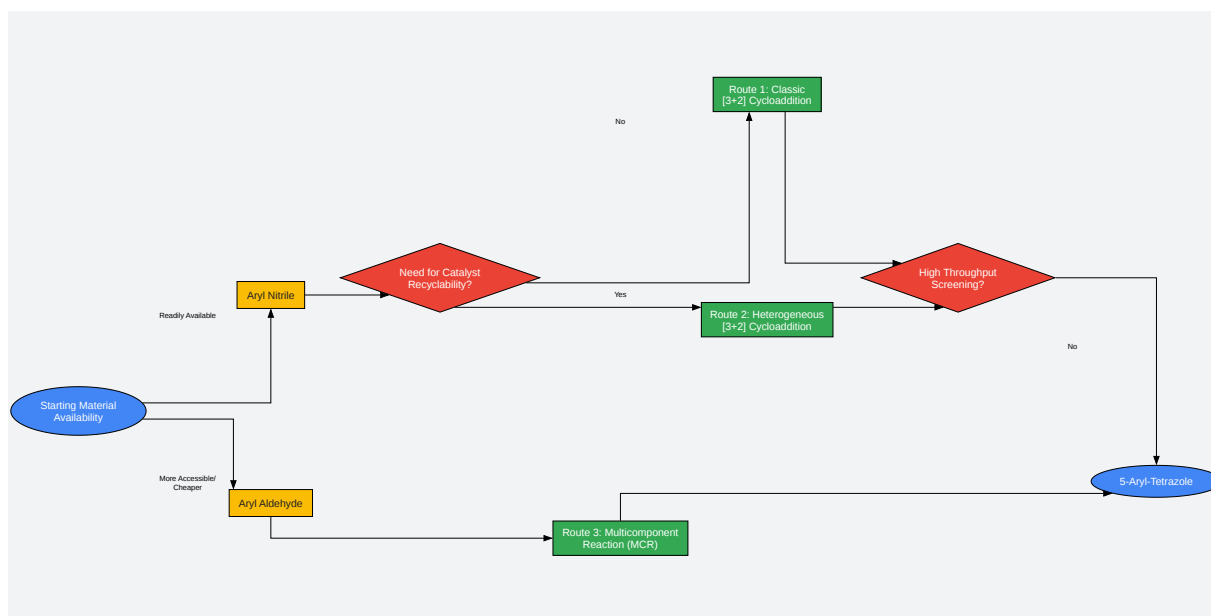 Route 1: Classic
[3+2] Cycloaddition
No
Need for Catalyst
Recyclability?
High Throughput
Screening?
Aryl Nitrile
Yes
Readily Available
Route 2: Heterogeneous
[3+2] Cycloaddition
No
Starting Material
Availability
More Accessible/
Cheaper
5-Aryl-Tetrazole
Aryl Aldehyde
Route 3: Multicomponent
Reaction (MCR)